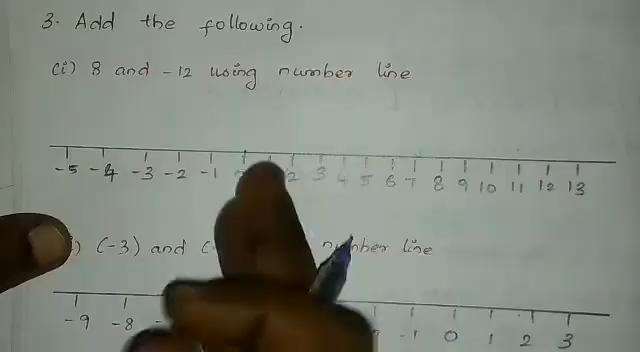 3. Add the following.
(i) 8 and -12 using number line
-5 -4 -3 -2 -1 2 3 4 5 6 7 8 9 10 11 12 13
) (-3) and ( number line
-9 -8 -1 0 1 2 3